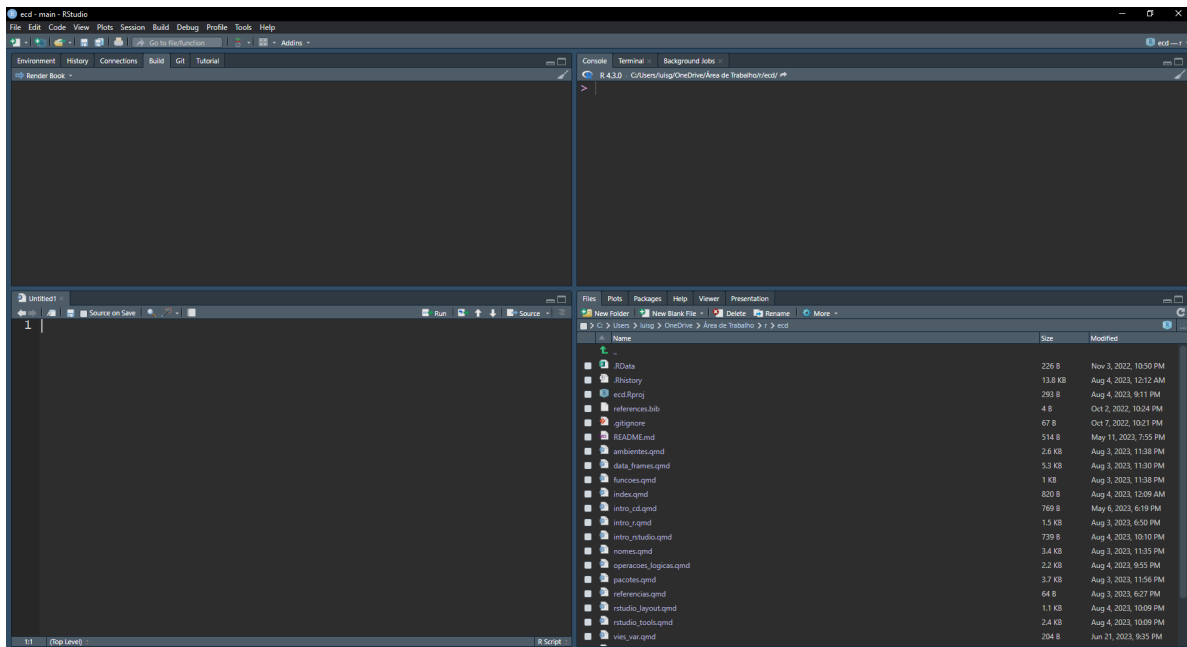 ecd - main - RStudio
File Edit Code View Plots Session Build Debug Profile Tools Help
Go to file/function Addins ecd — r
Environment History Connections Build Git Tutorial
Render Book
Console Terminal Background Jobs
R 4.3.0 · C:/Users/luisg/OneDrive/Área de Trabalho/r/ecd/
>
Untitled1
Source on Save Run Source
1
1:1 (Top Level) R Script
Files Plots Packages Help Viewer Presentation
New Folder New Blank File Delete Rename More
C: > Users > luisg > OneDrive > Área de Trabalho > r > ecd
Name Size Modified
..
.RData 226 B Nov 3, 2022, 10:50 PM
.Rhistory 13.8 KB Aug 4, 2023, 12:12 AM
ecd.Rproj 293 B Aug 4, 2023, 9:11 PM
references.bib 4 B Oct 2, 2022, 10:24 PM
.gitignore 67 B Oct 7, 2022, 10:21 PM
README.md 514 B May 11, 2023, 7:55 PM
ambientes.qmd 2.6 KB Aug 3, 2023, 11:38 PM
data_frames.qmd 5.3 KB Aug 3, 2023, 11:30 PM
funcoes.qmd 1 KB Aug 3, 2023, 11:38 PM
index.qmd 820 B Aug 4, 2023, 12:09 AM
intro_cd.qmd 769 B May 6, 2023, 6:19 PM
intro_r.qmd 1.5 KB Aug 3, 2023, 6:50 PM
intro_rstudio.qmd 739 B Aug 4, 2023, 10:10 PM
nomes.qmd 3.4 KB Aug 3, 2023, 11:35 PM
operacoes_logicas.qmd 2.2 KB Aug 4, 2023, 9:55 PM
pacotes.qmd 3.7 KB Aug 3, 2023, 11:56 PM
referencias.qmd 64 B Aug 3, 2023, 6:27 PM
rstudio_layout.qmd 1.1 KB Aug 4, 2023, 10:09 PM
rstudio_tools.qmd 2.4 KB Aug 4, 2023, 10:09 PM
vies_var.qmd 204 B Jun 21, 2023, 9:35 PM